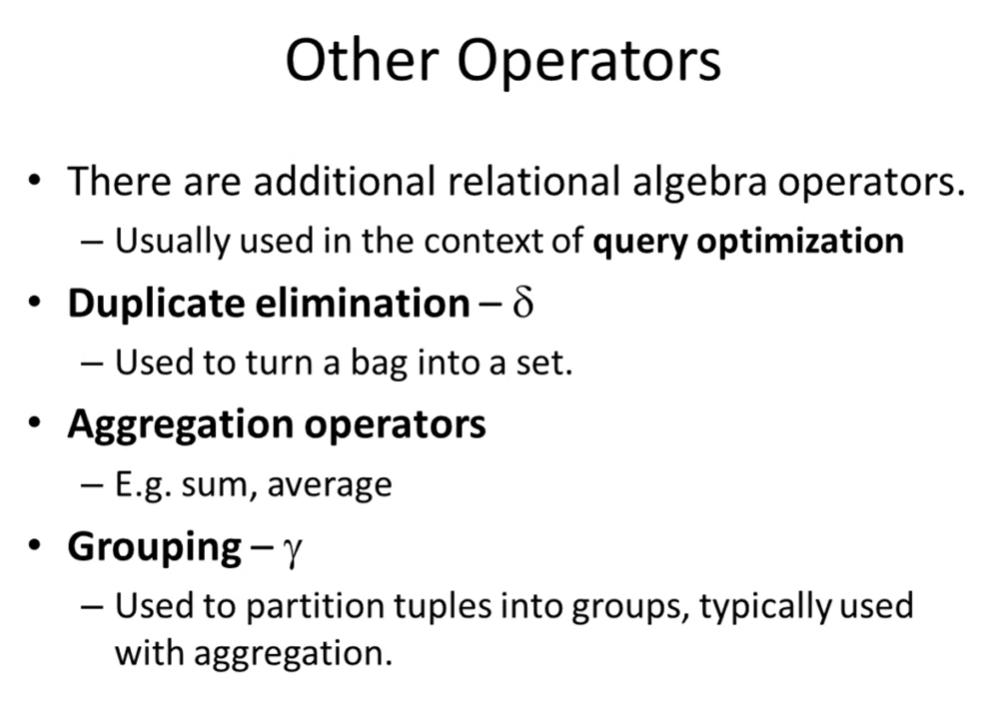 Other Operators
• There are additional relational algebra operators.
– Usually used in the context of query optimization
• Duplicate elimination – δ
– Used to turn a bag into a set.
• Aggregation operators
– E.g. sum, average
• Grouping – γ
– Used to partition tuples into groups, typically used
with aggregation.